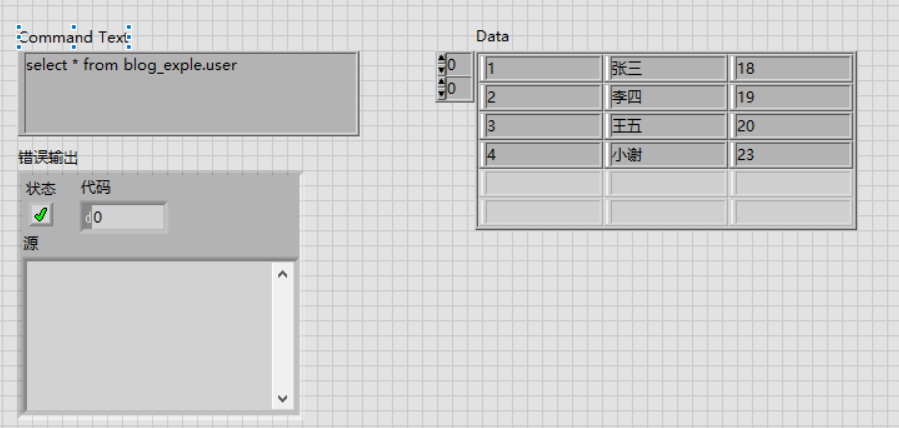 Command Text
select * from blog_exple.user
错误输出
状态 代码
d 0
源
Data
0
0
1 张三 18
2 李四 19
3 王五 20
4 小谢 23